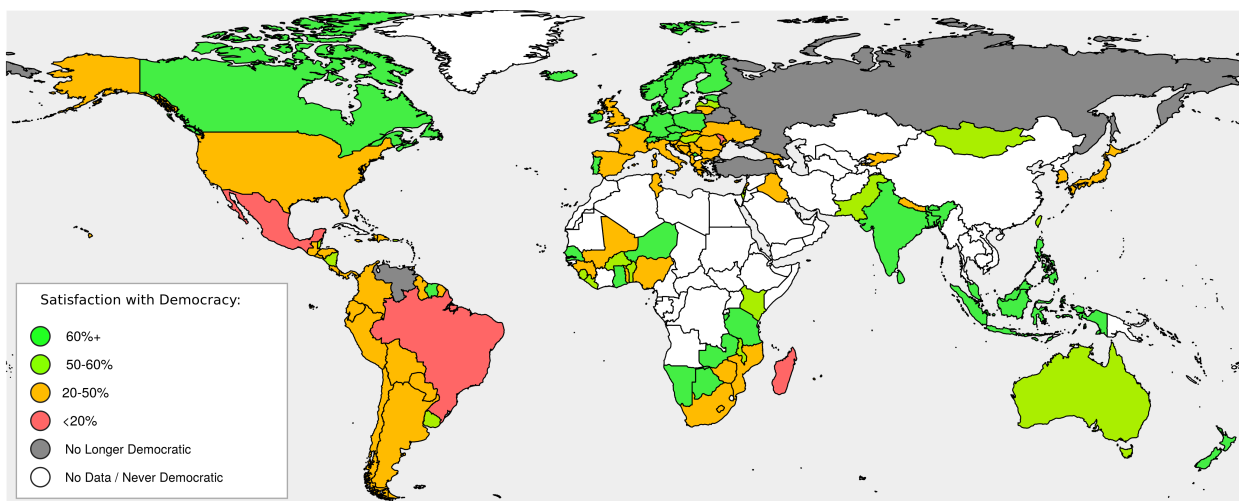 Satisfaction with Democracy:
60%+
50-60%
20-50%
<20%
No Longer Democratic
No Data / Never Democratic